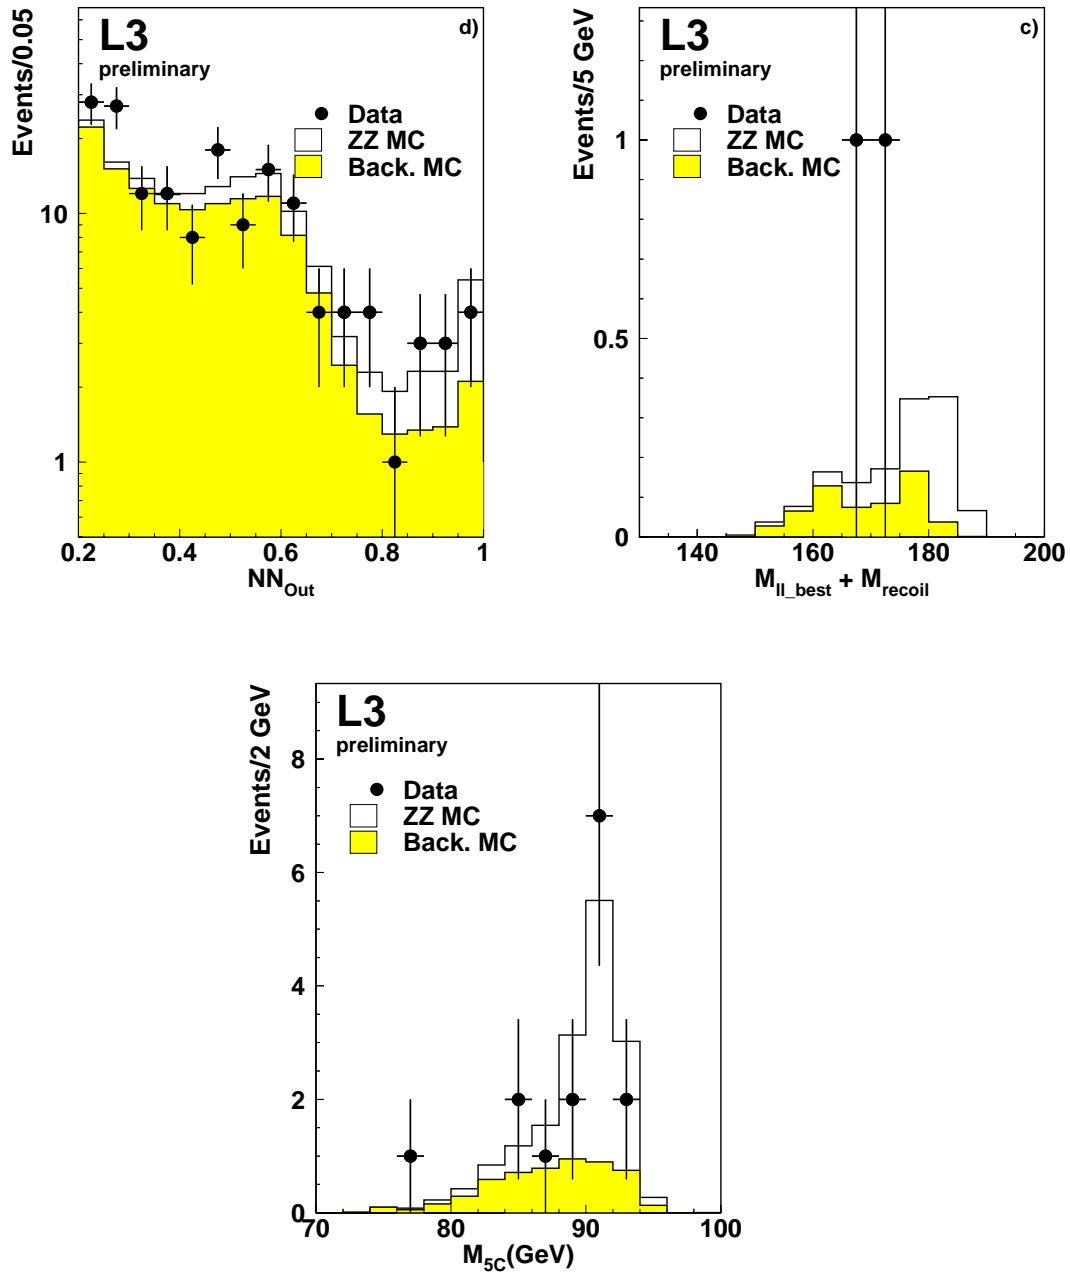 L3
d)
preliminary
Events/0.05
Data
ZZ MC
Back. MC
10
1
0.2 0.4 0.6 0.8 1
NN_Out
L3
c)
preliminary
Events/5 GeV
Data
ZZ MC
Back. MC
1
0.5
0
140 160 180 200
M_ll_best + M_recoil
L3
preliminary
Events/2 GeV
Data
ZZ MC
Back. MC
8
6
4
2
0
70 80 90 100
M_5C(GeV)